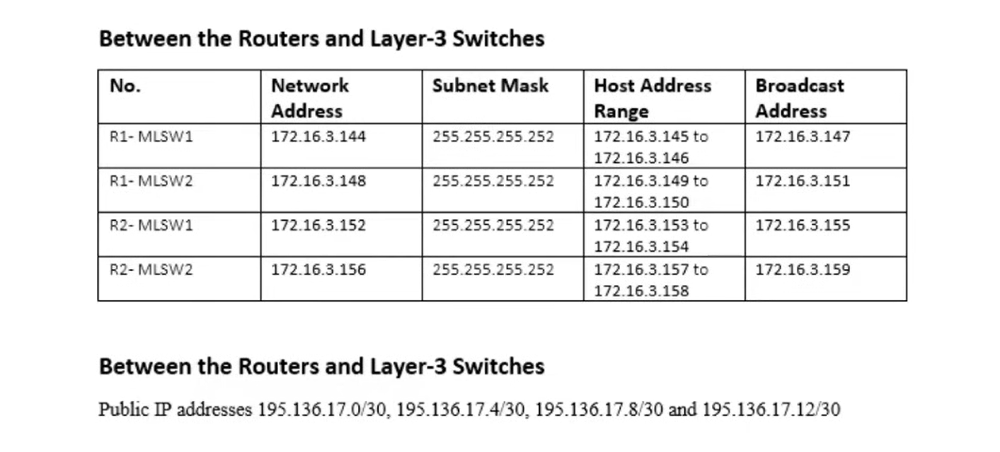 Between the Routers and Layer-3 Switches
No. Network Address Subnet Mask Host Address Range Broadcast Address
R1- MLSW1 172.16.3.144 255.255.255.252 172.16.3.145 to 172.16.3.146 172.16.3.147
R1- MLSW2 172.16.3.148 255.255.255.252 172.16.3.149 to 172.16.3.150 172.16.3.151
R2- MLSW1 172.16.3.152 255.255.255.252 172.16.3.153 to 172.16.3.154 172.16.3.155
R2- MLSW2 172.16.3.156 255.255.255.252 172.16.3.157 to 172.16.3.158 172.16.3.159
Between the Routers and Layer-3 Switches
Public IP addresses 195.136.17.0/30, 195.136.17.4/30, 195.136.17.8/30 and 195.136.17.12/30